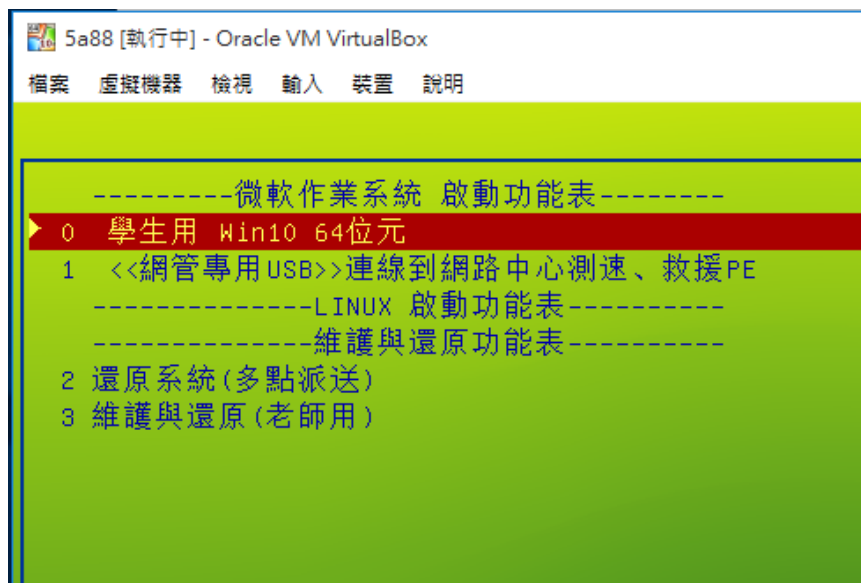 5a88 [執行中] - Oracle VM VirtualBox
檔案 虛擬機器 檢視 輸入 裝置 說明
---------微軟作業系統 啟動功能表--------
0 學生用 Win10 64位元
1 <<網管專用USB>>連線到網路中心測速、救援PE
--------------LINUX 啟動功能表----------
--------------維護與還原功能表----------
2 還原系統(多點派送)
3 維護與還原(老師用)